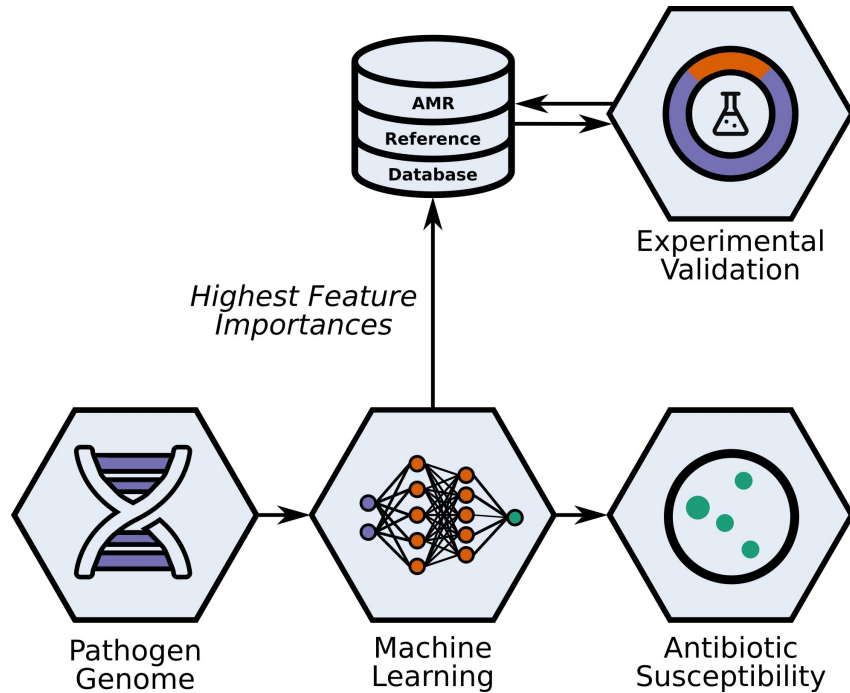 AMR
Reference
Database
Experimental
Validation
Highest Feature
Importances
Pathogen
Genome
Machine
Learning
Antibiotic
Susceptibility